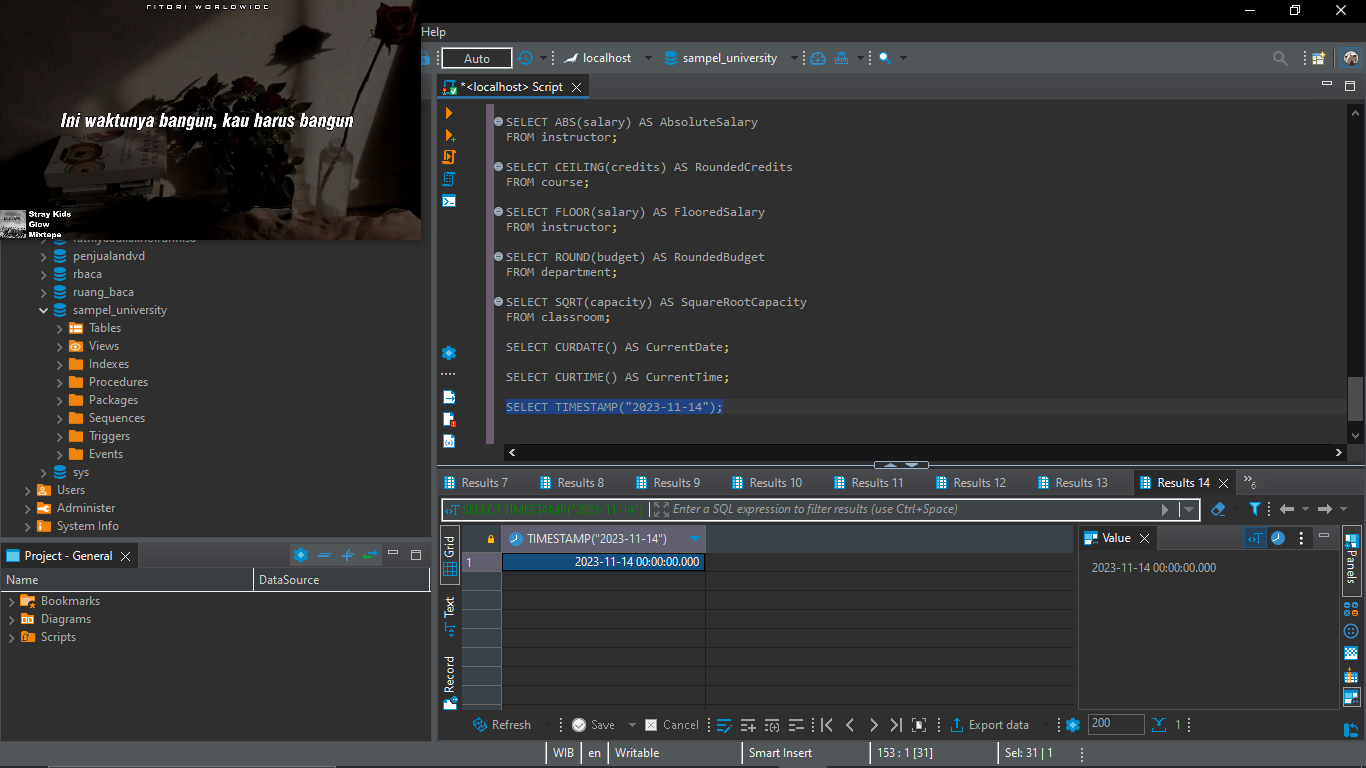 FITORI WORLDWIDE
Ini waktunya bangun, kau harus bangun
Stray Kids
Glow
Mixtape
Help
Auto
localhost
sampel_university
*<localhost> Script
penjualandvd
rbaca
ruang_baca
sampel_university
Tables
Views
Indexes
Procedures
Packages
Sequences
Triggers
Events
sys
Users
Administer
System Info
SELECT ABS(salary) AS AbsoluteSalary
FROM instructor;
SELECT CEILING(credits) AS RoundedCredits
FROM course;
SELECT FLOOR(salary) AS FlooredSalary
FROM instructor;
SELECT ROUND(budget) AS RoundedBudget
FROM department;
SELECT SQRT(capacity) AS SquareRootCapacity
FROM classroom;
SELECT CURDATE() AS CurrentDate;
SELECT CURTIME() AS CurrentTime;
SELECT TIMESTAMP("2023-11-14");
Results 7
Results 8
Results 9
Results 10
Results 11
Results 12
Results 13
Results 14
»6
SELECT TIMESTAMP("2023-11-14")
Enter a SQL expression to filter results (use Ctrl+Space)
Grid
Text
Record
TIMESTAMP("2023-11-14")
1
2023-11-14 00:00:00.000
Value
2023-11-14 00:00:00.000
Panels
Project - General
Name
DataSource
Bookmarks
Diagrams
Scripts
Refresh
Save
Cancel
Export data
200
1
WIB
en
Writable
Smart Insert
153 : 1 [31]
Sel: 31 | 1